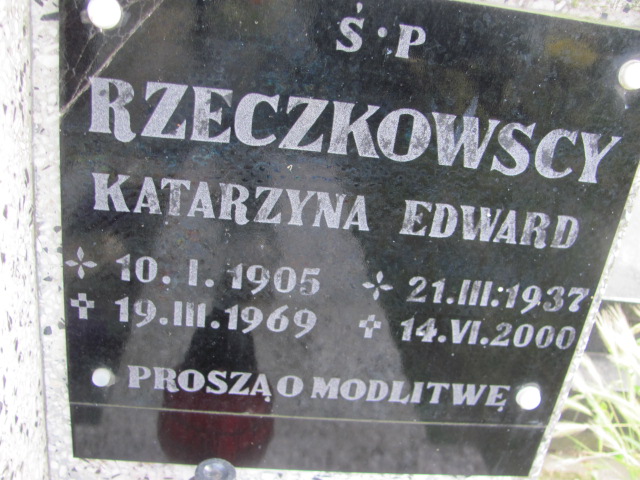 Ś.P
RZECZKOWSCY
KATARZYNA EDWARD
10.I.1905 21.III.1937
19.III.1969 14.VI.2000
PROSZĄ O MODLITWĘ